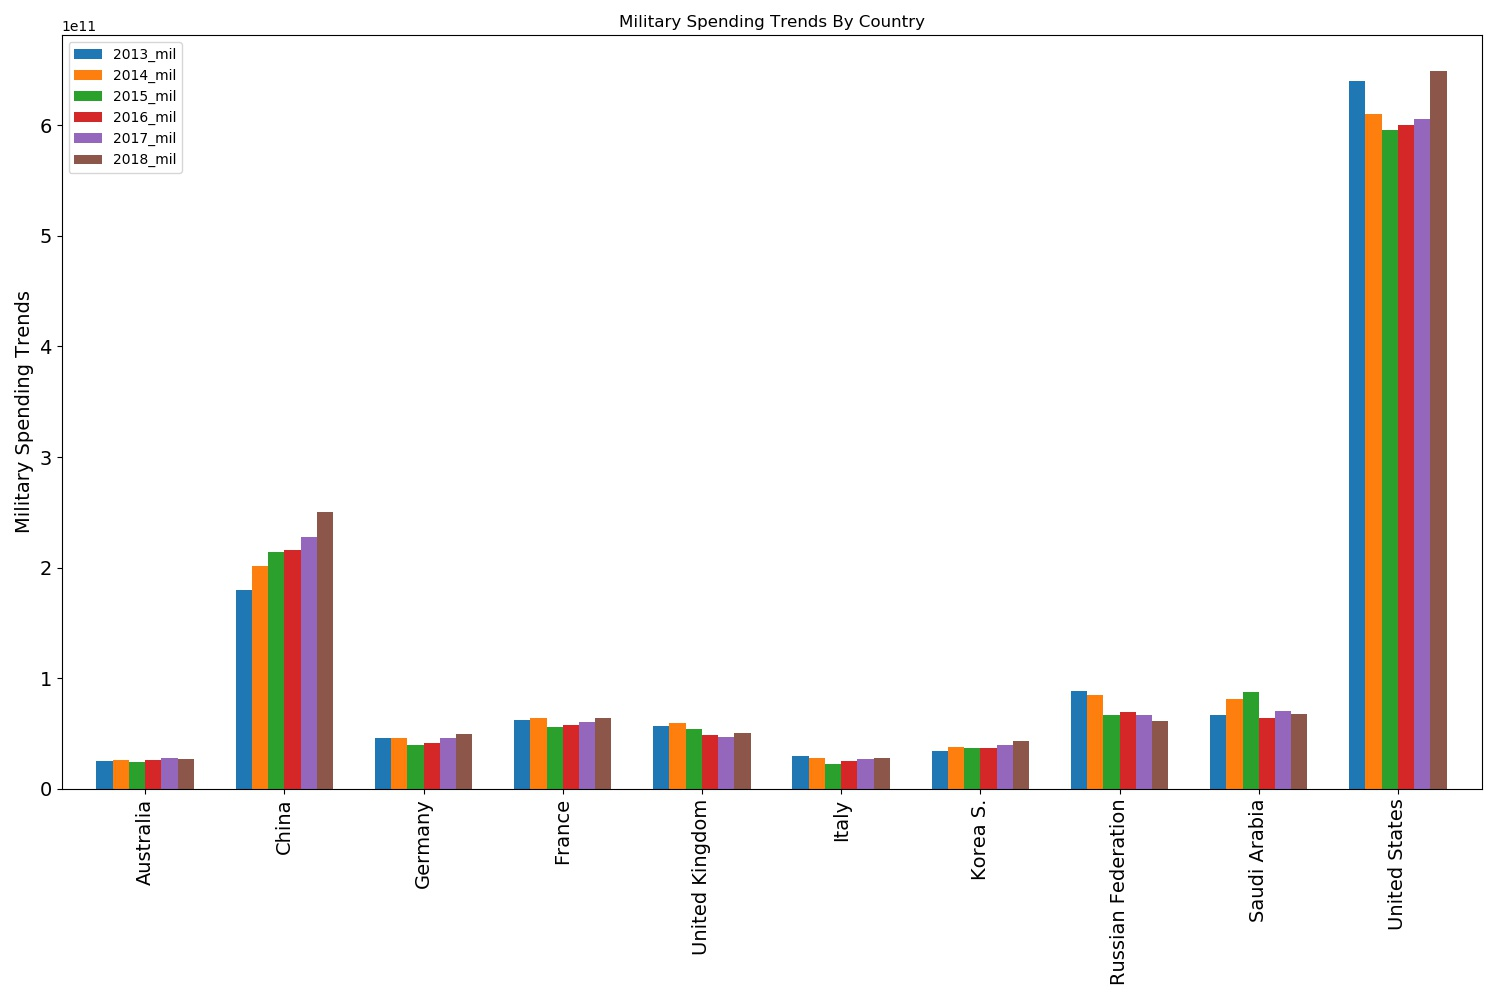 Military Spending Trends By Country
1e11
2013_mil
2014_mil
2015_mil
2016_mil
2017_mil
2018_mil
Military Spending Trends
6
5
4
3
2
1
0
Australia
China
Germany
France
United Kingdom
Italy
Korea S.
Russian Federation
Saudi Arabia
United States